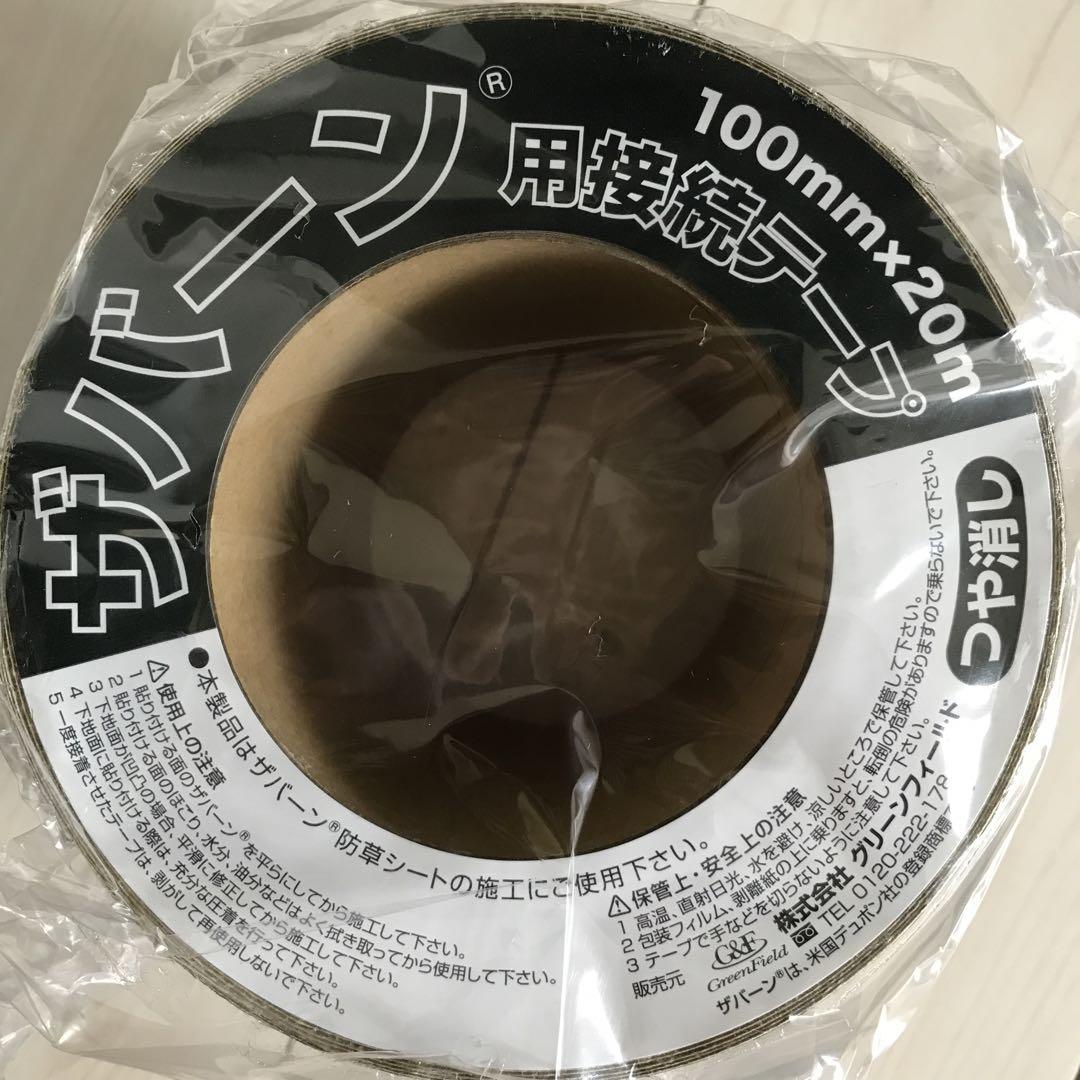 ザバーン®
用接続テープ
100mm×20m
つや消し
●本製品はザバーン®防草シートの施工にご使用下さい。
⚠使用上の注意
1 貼り付ける面のザバーン®を平らにしてから施工して下さい。
2 貼り付ける面のほこり、水分、油分などはよく拭き取ってから使用して下さい。
3 下地面が凹凸の場合、平滑に修正してから施工して下さい。
4 下地面に貼り付ける際は、充分な圧着を行って下さい。
5 一度接着させたテープは、剥がして再使用しないで下さい。
⚠保管上・安全上の注意
1 高温、直射日光、水を避け、涼しいところで保管して下さい。
2 包装フィルム、剥離紙の上に乗りますと、転倒の危険がありますので乗らないで下さい。
3 テープで手などを切らないように注意して下さい。
販売元
G&F
GreenField
株式会社 グリーンフィールド
TEL 0120-222-178
ザバーン®は、米国デュポン社の登録商標